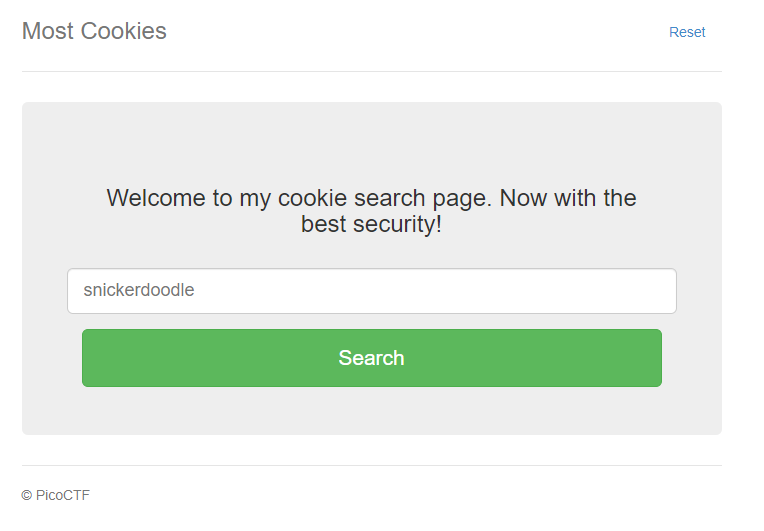 Most Cookies
Reset
Welcome to my cookie search page. Now with the
best security!
snickerdoodle
Search
© PicoCTF